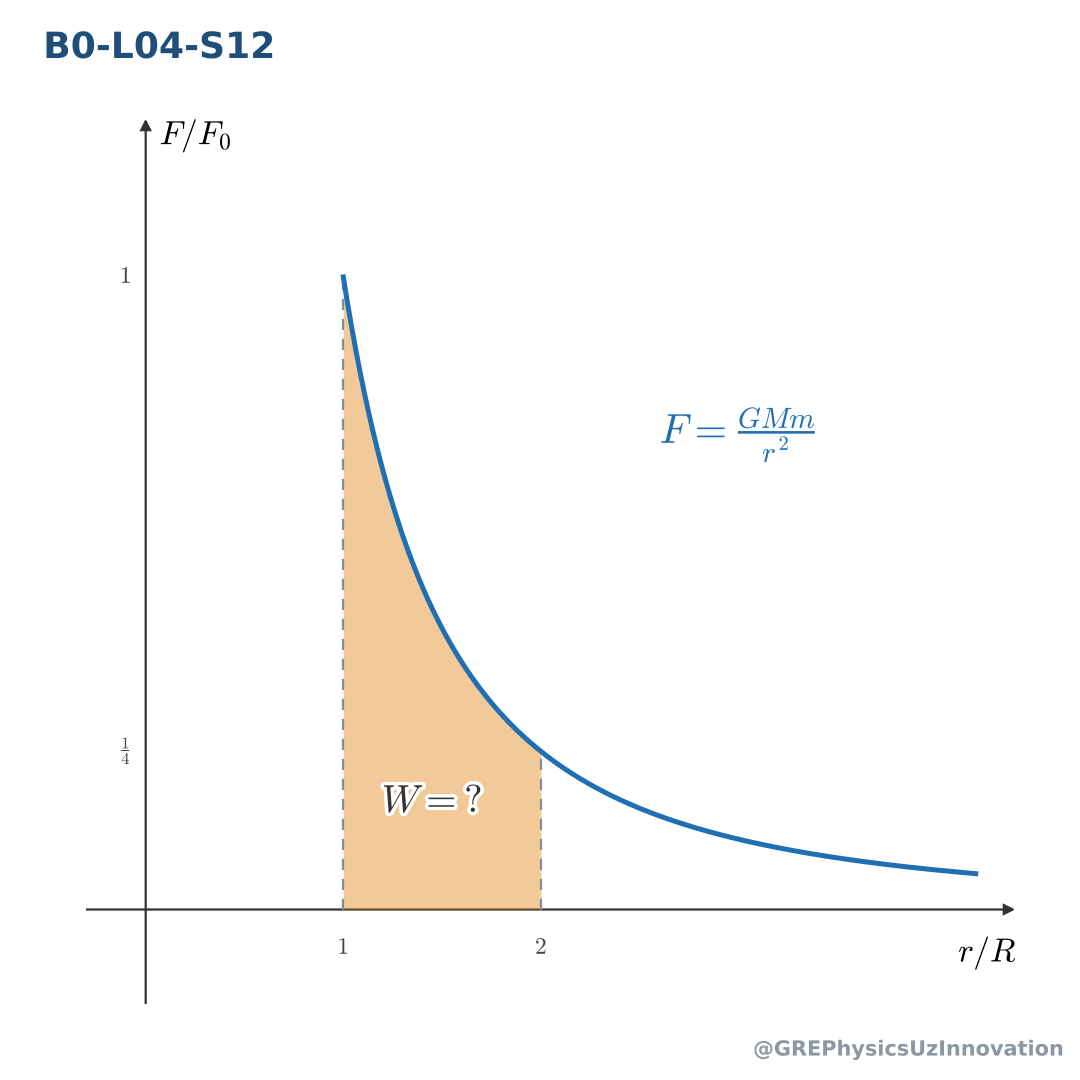 B0-L04-S12
F/F₀
1
F = GMm/r²
1/4
W = ?
1
2
r/R
@GREPhysicsUzInnovation